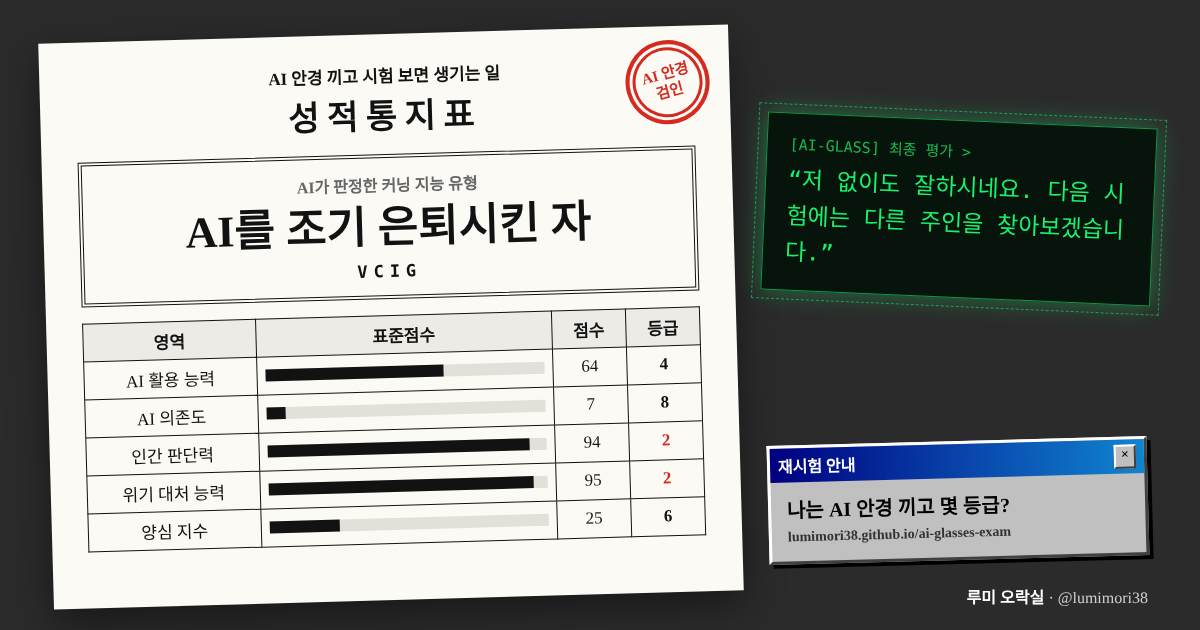 AI 안경 끼고 시험 보면 생기는 일
성적통지표
AI 안경
검인
AI가 판정한 커닝 지능 유형
AI를 조기 은퇴시킨 자
VCIG
영역 표준점수 점수 등급
AI 활용 능력 64 4
AI 의존도 7 8
인간 판단력 94 2
위기 대처 능력 95 2
양심 지수 25 6
[AI-GLASS] 최종 평가 >
“저 없이도 잘하시네요. 다음 시
험에는 다른 주인을 찾아보겠습니
다.”
재시험 안내 ×
나는 AI 안경 끼고 몇 등급?
lumimori38.github.io/ai-glasses-exam
루미 오락실 · @lumimori38